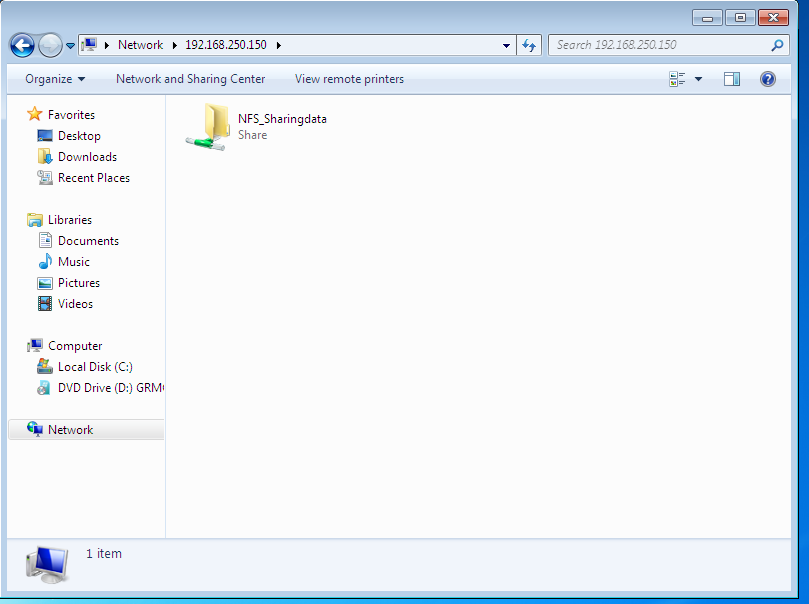 Network 192.168.250.150
Search 192.168.250.150
Organize Network and Sharing Center View remote printers
Favorites
Desktop
Downloads
Recent Places
Libraries
Documents
Music
Pictures
Videos
Computer
Local Disk (C:)
DVD Drive (D:) GRM
Network
NFS_Sharingdata
Share
1 item